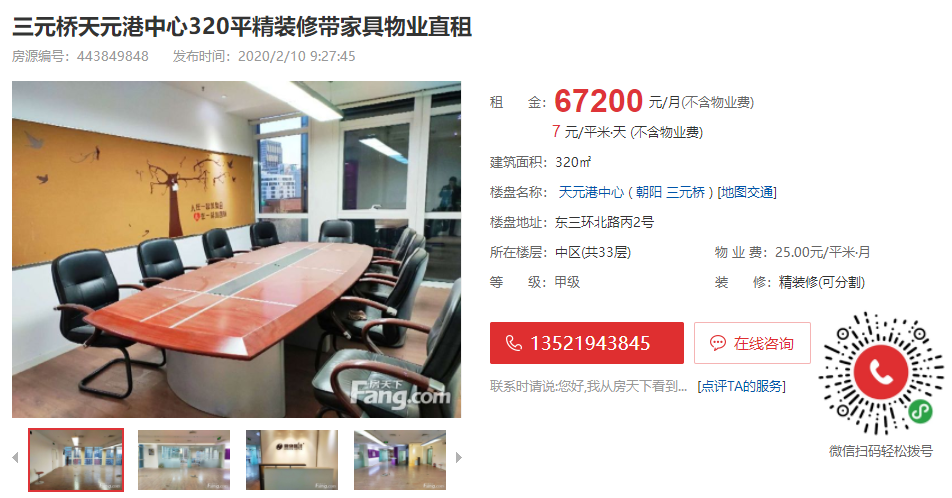 三元桥天元港中心320平精装修带家具物业直租
房源编号：443849848 发布时间：2020/2/10 9:27:45
租 金： 67200 元/月(不含物业费)
7 元/平米·天 (不含物业费)
建筑面积： 320㎡
楼盘名称： 天元港中心 ( 朝阳 三元桥 ) [地图交通]
楼盘地址： 东三环北路丙2号
所在楼层： 中区(共33层) 物 业 费： 25.00元/平米·月
等 级： 甲级 装 修： 精装修(可分割)
13521943845 在线咨询
联系时请说:您好,我从房天下看到... [点评TA的服务]
微信扫码轻松拨号
房天下
Fang.com